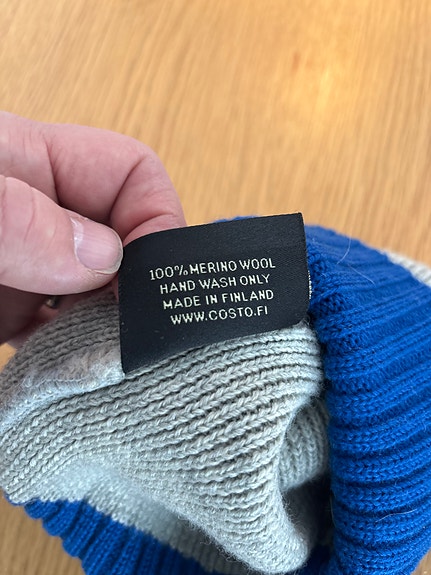 100% MERINO WOOL
HAND WASH ONLY
MADE IN FINLAND
WWW.COSTO.FI